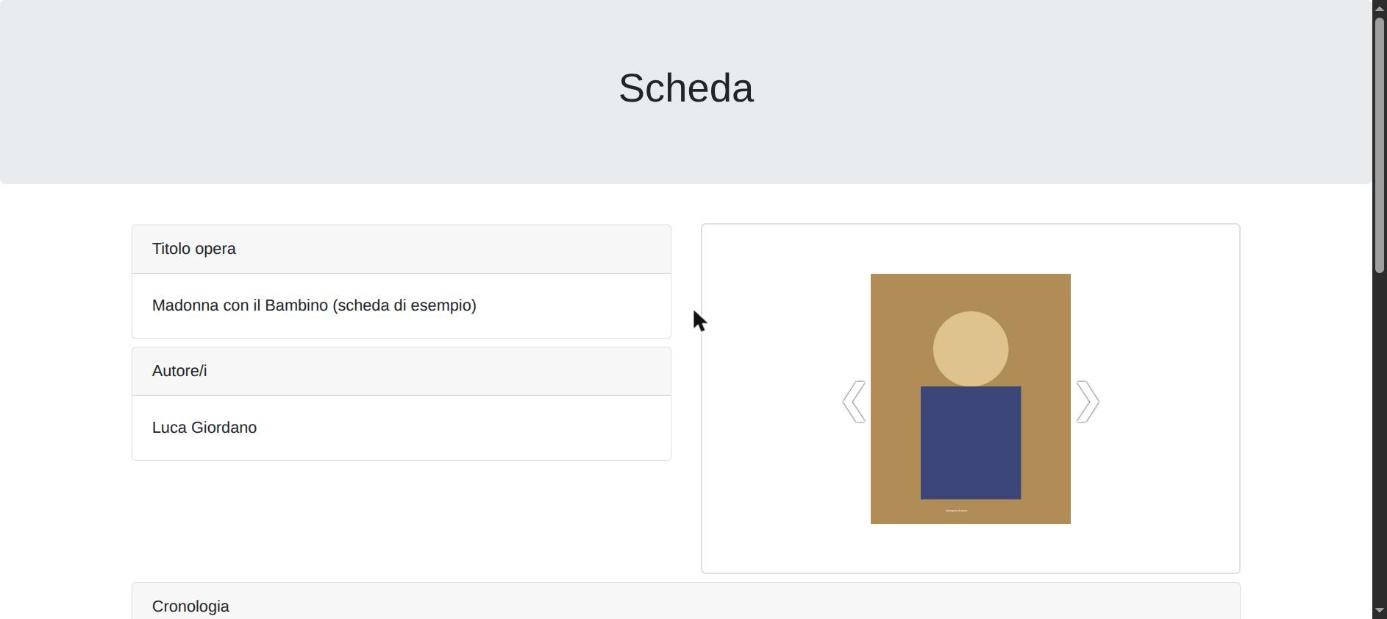 Scheda
Titolo opera
Madonna con il Bambino (scheda di esempio)
Autore/i
Luca Giordano
Cronologia